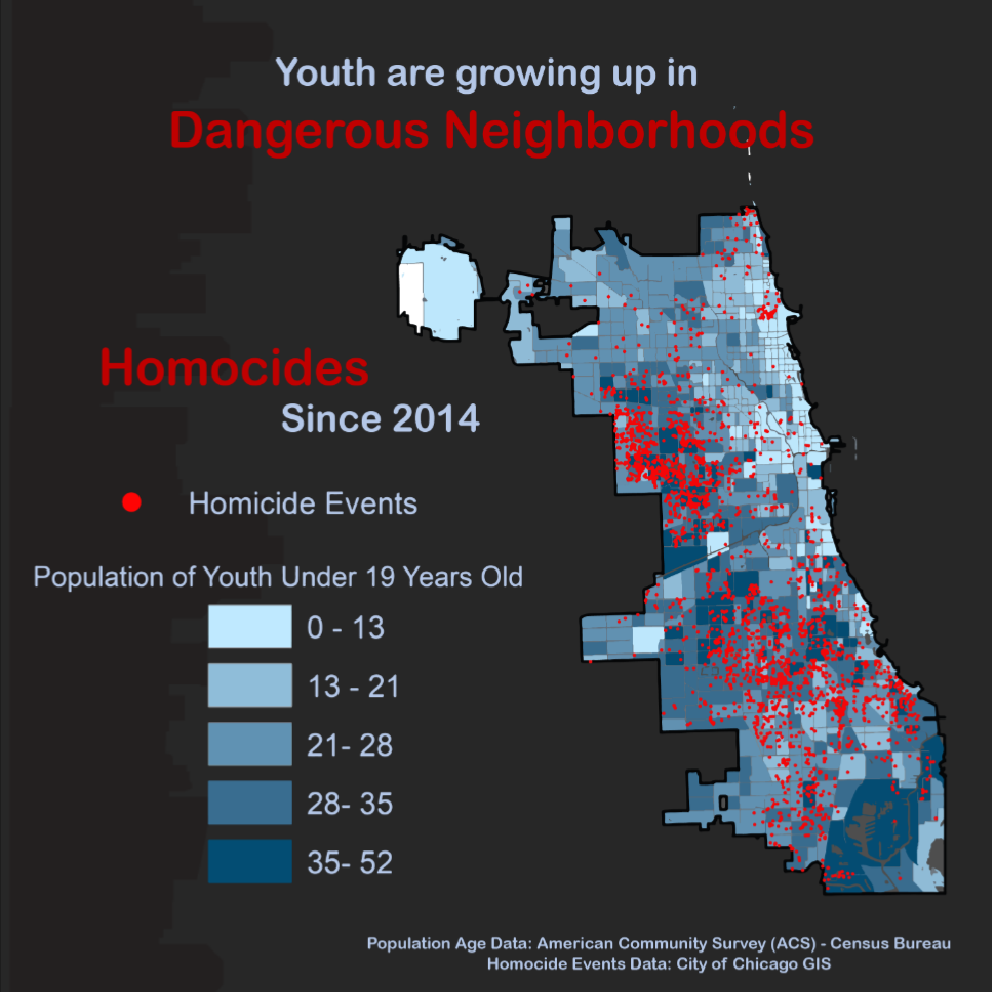 Youth are growing up in
Dangerous Neighborhoods
Homocides
Since 2014
Homicide Events
Population of Youth Under 19 Years Old
0 - 13
13 - 21
21- 28
28- 35
35- 52
Population Age Data: American Community Survey (ACS) - Census Bureau
Homocide Events Data: City of Chicago GIS